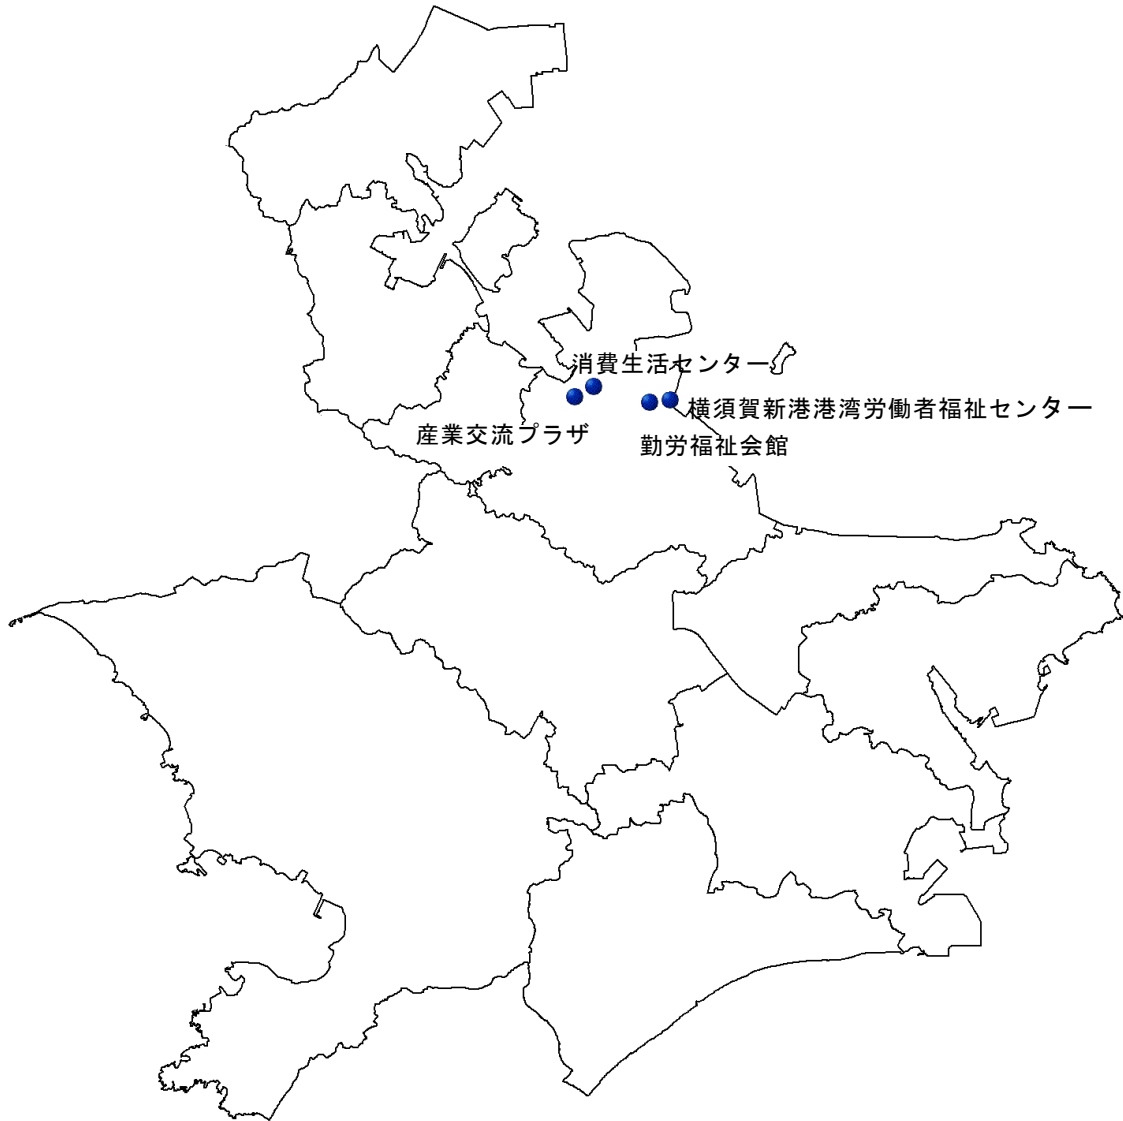 消費生活センター
横須賀新港港湾労働者福祉センター
産業交流プラザ
勤労福祉会館